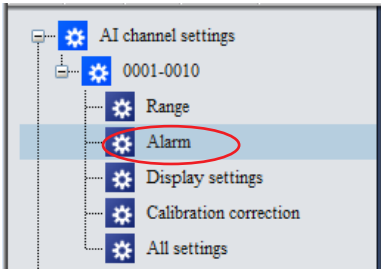 AI channel settings
0001-0010
Range
Alarm
Display settings
Calibration correction
All settings